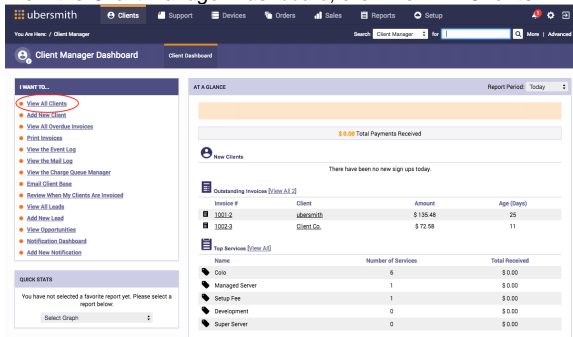 ubersmith
Clients
Support
Devices
Orders
Sales
Reports
Setup
You Are Here: / Client Manager
Search
Client Manager
for
More | Advanced
Client Manager Dashboard
Client Dashboard
I WANT TO...
View All Clients
Add New Client
View All Overdue Invoices
Print Invoices
View the Event Log
View the Mail Log
View the Charge Queue Manager
Email Client Base
Review When My Clients Are Invoiced
View All Leads
Add New Lead
View Opportunities
Notification Dashboard
Add New Notification
QUICK STATS
You have not selected a favorite report yet. Please select a
report below.
Select Graph
AT A GLANCE
Report Period: Today
$ 0.00 Total Payments Received
New Clients
There have been no new sign ups today.
Outstanding Invoices [View All 2]
Invoice # Client Amount Age (Days)
1001-2 ubersmith $ 135.48 25
1002-3 Client Co. $ 72.58 11
Top Services [View All]
Name Number of Services Total Received
Colo 6 $ 0.00
Managed Server 1 $ 0.00
Setup Fee 1 $ 0.00
Development 0 $ 0.00
Super Server 0 $ 0.00